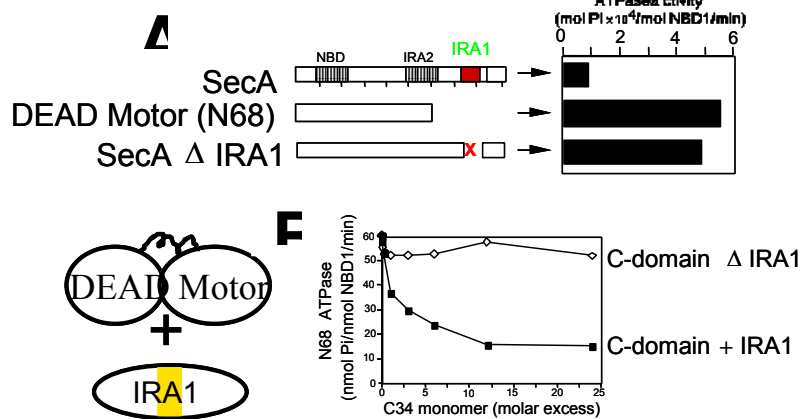 A
ATPase activity
(mol Pi ×10⁴/mol NBD1/min)
0 2 4 6
NBD IRA2 IRA1
SecA
DEAD Motor (N68)
SecA Δ IRA1 X
DEAD Motor
+
IRA1
N68 ATPase
(nmol Pi/nmol NBD1/min)
60
50
40
30
20
10
0
0 5 10 15 20 25
C34 monomer (molar excess)
C-domain Δ IRA1
C-domain + IRA1